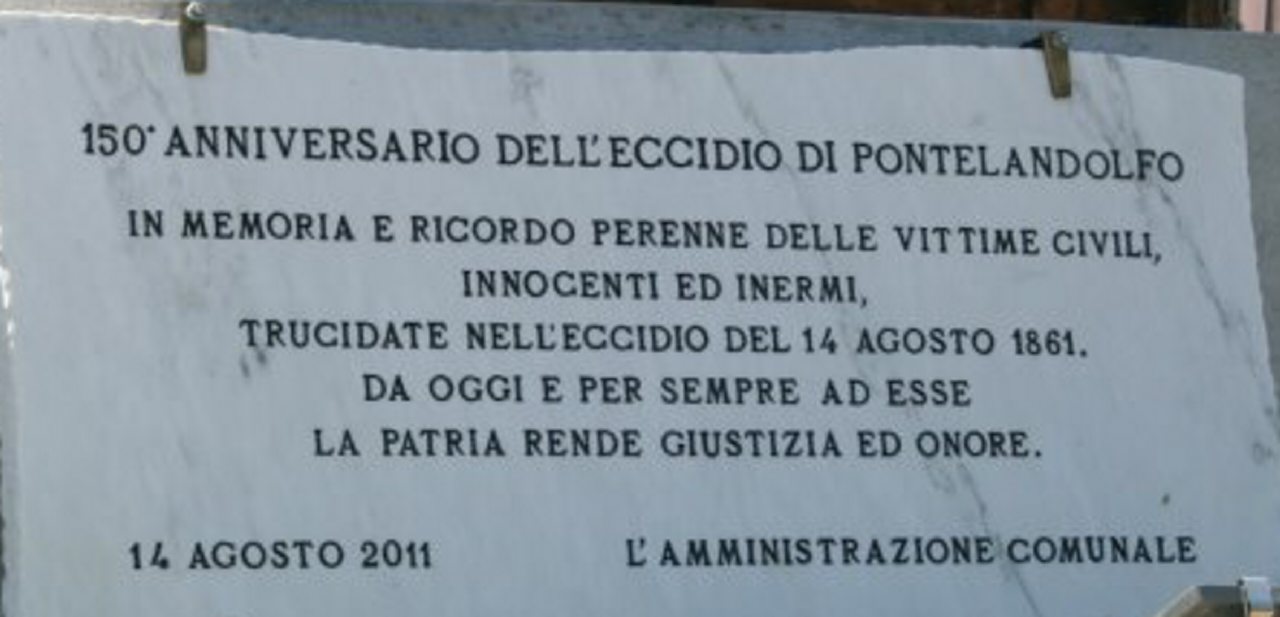 150° ANNIVERSARIO DELL'ECCIDIO DI PONTELANDOLFO
IN MEMORIA E RICORDO PERENNE DELLE VITTIME CIVILI,
INNOCENTI ED INERMI,
TRUCIDATE NELL'ECCIDIO DEL 14 AGOSTO 1861.
DA OGGI E PER SEMPRE AD ESSE
LA PATRIA RENDE GIUSTIZIA ED ONORE.
14 AGOSTO 2011 L'AMMINISTRAZIONE COMUNALE